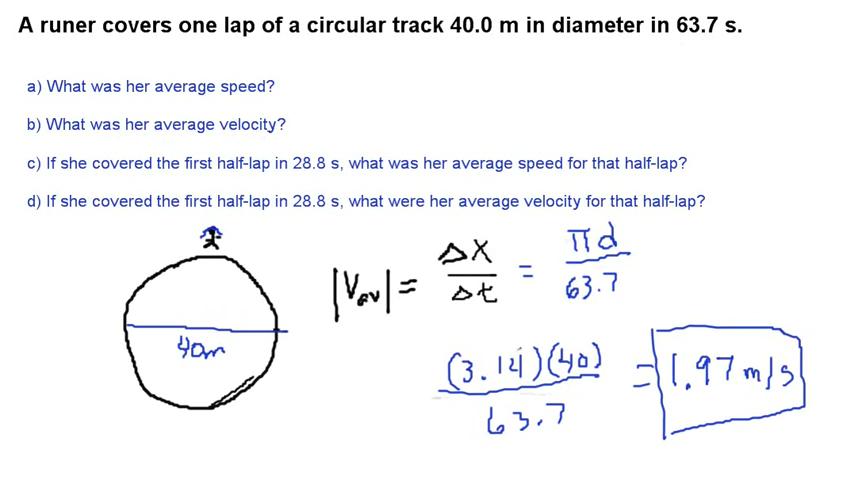 A runer covers one lap of a circular track 40.0 m in diameter in 63.7 s.
a) What was her average speed?
b) What was her average velocity?
c) If she covered the first half-lap in 28.8 s, what was her average speed for that half-lap?
d) If she covered the first half-lap in 28.8 s, what were her average velocity for that half-lap?
|Vav| = ΔX / Δt = πd / 63.7
40m
(3.14)(40) / 63.7 = 1.97 m/s